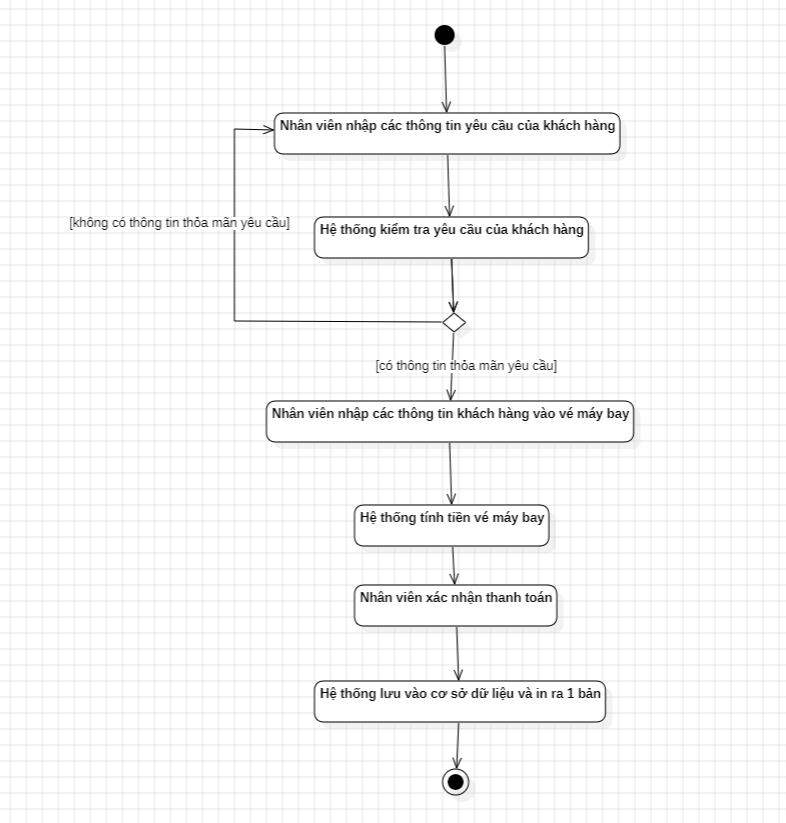 Nhân viên nhập các thông tin yêu cầu của khách hàng
[không có thông tin thỏa mãn yêu cầu]
Hệ thống kiểm tra yêu cầu của khách hàng
[có thông tin thỏa mãn yêu cầu]
Nhân viên nhập các thông tin khách hàng vào vé máy bay
Hệ thống tính tiền vé máy bay
Nhân viên xác nhận thanh toán
Hệ thống lưu vào cơ sở dữ liệu và in ra 1 bản